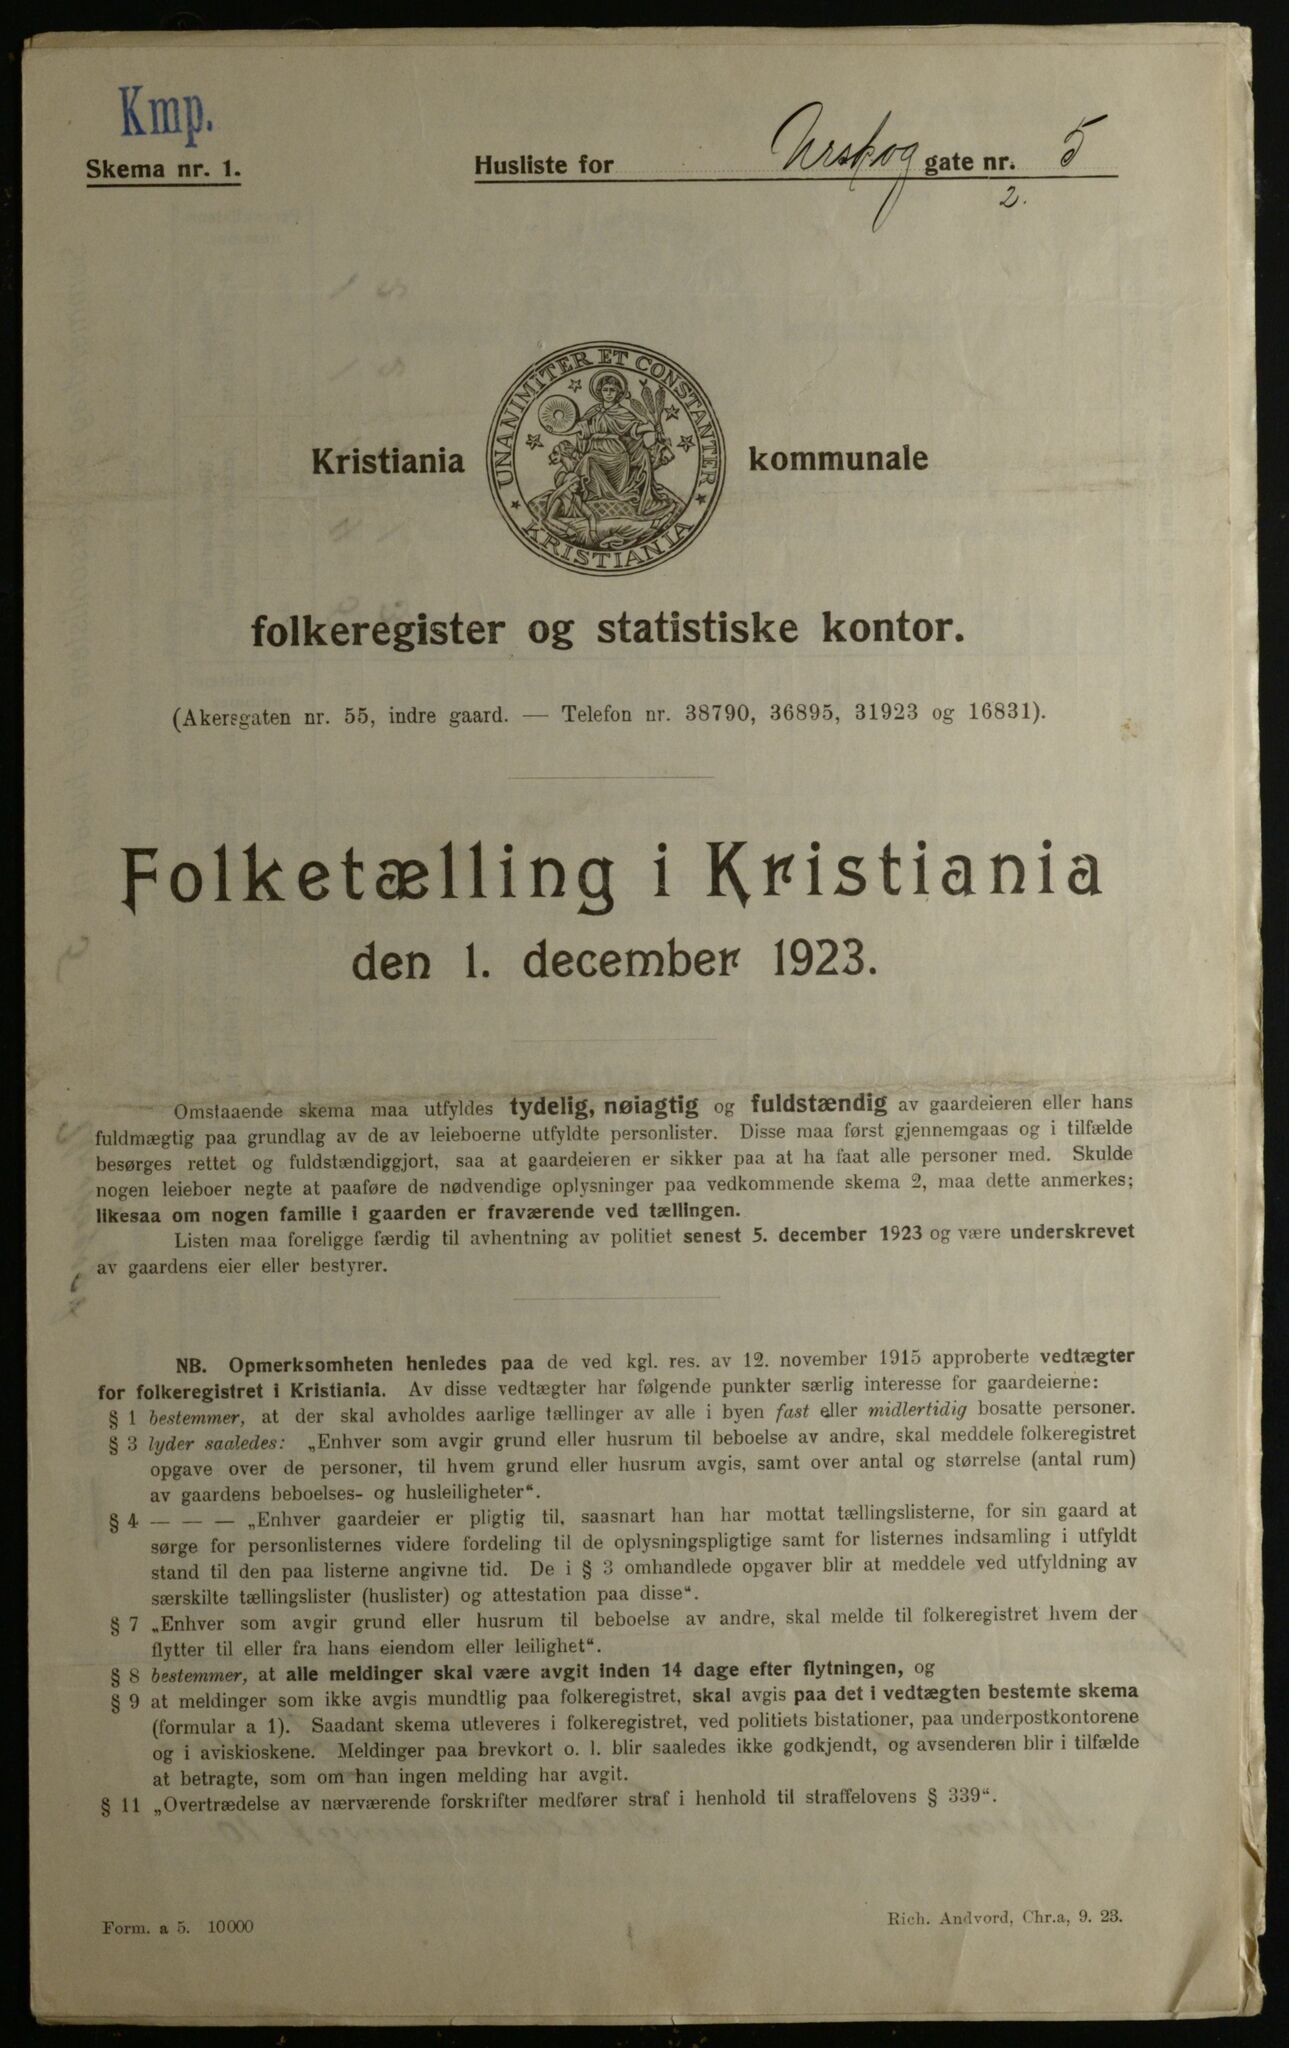 Kmp.
Skema nr. 1.
Husliste for Urskog gate nr. 5
2.
UNANIMITER ET CONSTANTER
KRISTIANIA
Kristiania kommunale
folkeregister og statistiske kontor.
(Akersgaten nr. 55, indre gaard. — Telefon nr. 38790, 36895, 31923 og 16831).
Folketælling i Kristiania
den 1. december 1923.
Omstaaende skema maa utfyldes tydelig, nøiagtig og fuldstændig av gaardeieren eller hans
fuldmægtig paa grundlag av de av leieboerne utfyldte personlister. Disse maa først gjennemgaas og i tilfælde
besørges rettet og fuldstændiggjort, saa at gaardeieren er sikker paa at ha faat alle personer med. Skulde
nogen leieboer negte at paaføre de nødvendige oplysninger paa vedkommende skema 2, maa dette anmerkes;
likesaa om nogen familie i gaarden er fraværende ved tællingen.
Listen maa foreligge færdig til avhentning av politiet senest 5. december 1923 og være underskrevet
av gaardens eier eller bestyrer.
NB. Opmerksomheten henledes paa de ved kgl. res. av 12. november 1915 approberte vedtægter
for folkeregistret i Kristiania. Av disse vedtægter har følgende punkter særlig interesse for gaardeierne:
§ 1 bestemmer, at der skal avholdes aarlige tællinger av alle i byen fast eller midlertidig bosatte personer.
§ 3 lyder saaledes: „Enhver som avgir grund eller husrum til beboelse av andre, skal meddele folkeregistret
opgave over de personer, til hvem grund eller husrum avgis, samt over antal og størrelse (antal rum)
av gaardens beboelses- og husleiligheter“.
§ 4 — — — „Enhver gaardeier er pligtig til, saasnart han har mottat tællingslisterne, for sin gaard at
sørge for personlisternes videre fordeling til de oplysningspligtige samt for listernes indsamling i utfyldt
stand til den paa listerne angivne tid. De i § 3 omhandlede opgaver blir at meddele ved utfyldning av
særskilte tællingslister (huslister) og attestation paa disse“.
§ 7 „Enhver som avgir grund eller husrum til beboelse av andre, skal melde til folkeregistret hvem der
flytter til eller fra hans eiendom eller leilighet“.
§ 8 bestemmer, at alle meldinger skal være avgit inden 14 dage efter flytningen, og
§ 9 at meldinger som ikke avgis mundtlig paa folkeregistret, skal avgis paa det i vedtægten bestemte skema
(formular a 1). Saadant skema utleveres i folkeregistret, ved politiets bistationer, paa underpostkontorene
og i aviskioskene. Meldinger paa brevkort o. l. blir saaledes ikke godkjendt, og avsenderen blir i tilfælde
at betragte, som om han ingen melding har avgit.
§ 11 „Overtrædelse av nærværende forskrifter medfører straf i henhold til straffelovens § 339“.
Form. a 5. 10000
Rich. Andvord, Chr.a, 9. 23.